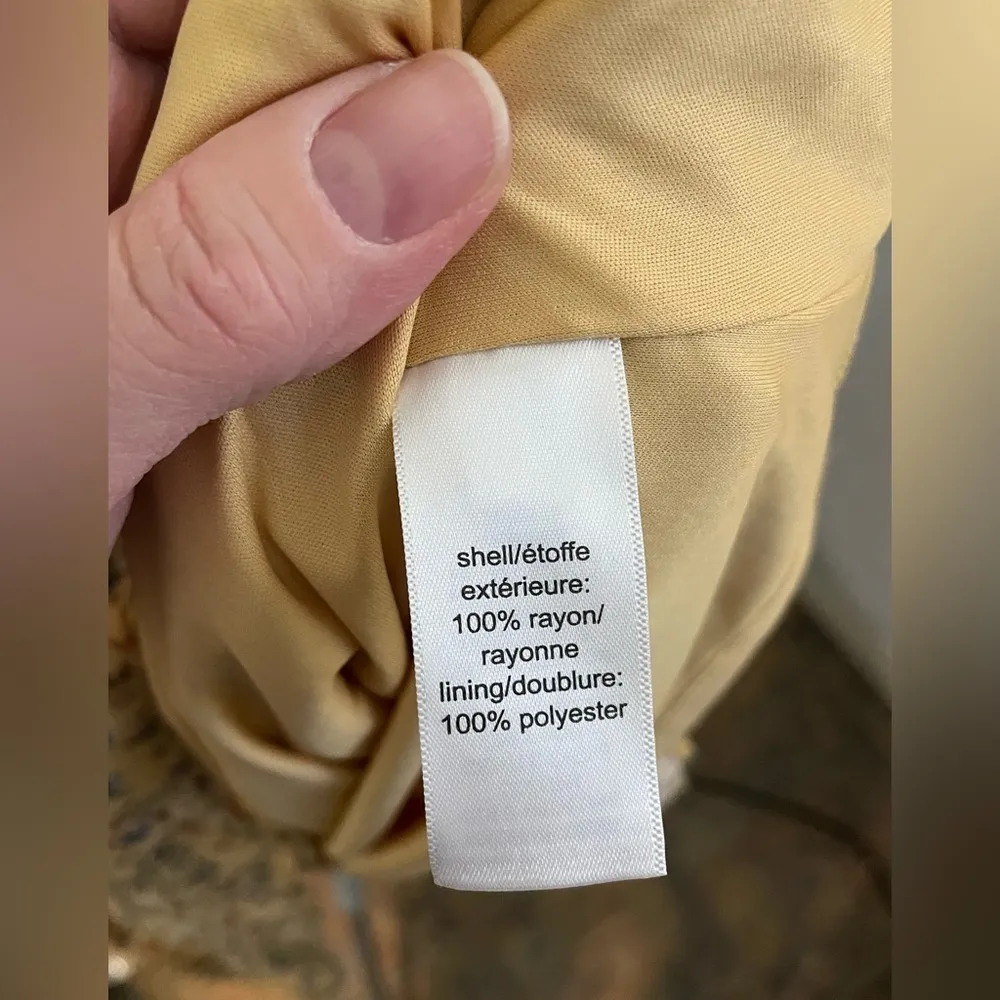 shell/étoffe
extérieure:
100% rayon/
rayonne
lining/doublure:
100% polyester